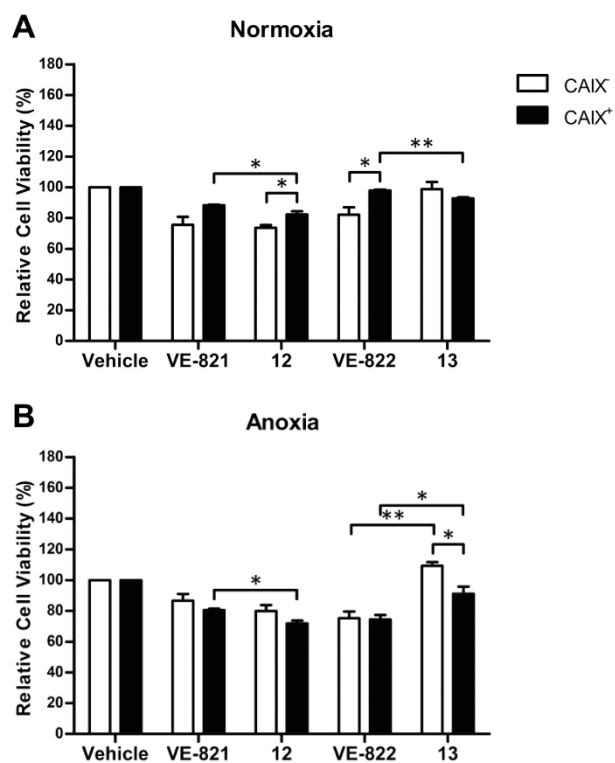 A
Normoxia
Relative Cell Viability (%)
180
160
140
120
100
80
60
40
20
0
*
*
*
**
CAIX⁻
CAIX⁺
Vehicle VE-821 12 VE-822 13
B
Anoxia
Relative Cell Viability (%)
180
160
140
120
100
80
60
40
20
0
*
**
*
*
Vehicle VE-821 12 VE-822 13